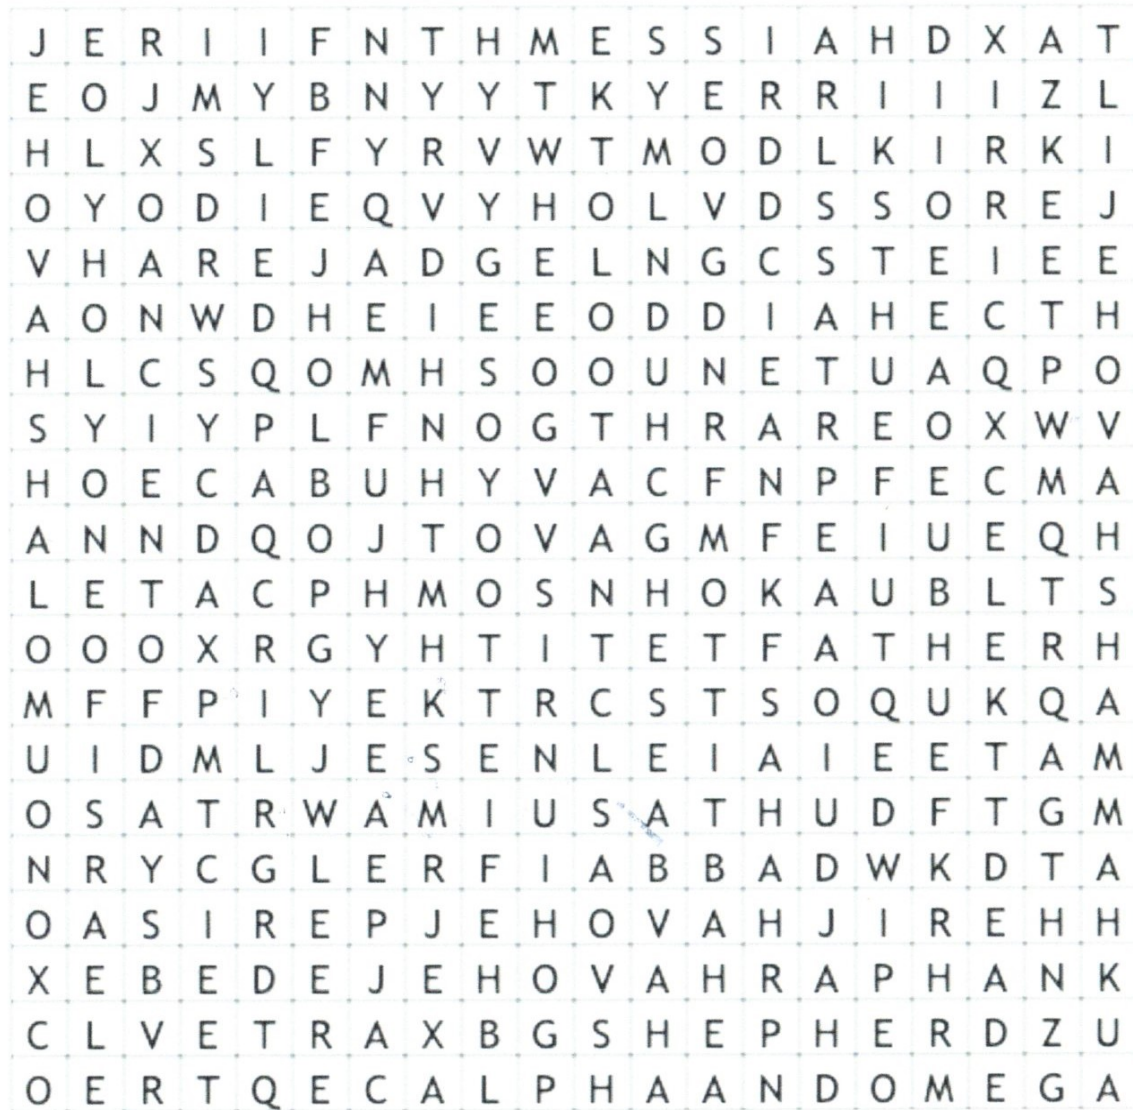 J E R I I F N T H M E S S I A H D X A T
E O J M Y B N Y Y T K Y E R R I I I Z L
H L X S L F Y R V W T M O D L K I R K I
O Y O D I E Q V Y H O L V D S S O R E J
V H A R E J A D G E L N G C S T E I E E
A O N W D H E I E E O D D I A H E C T H
H L C S Q O M H S O O U N E T U A Q P O
S Y I Y P L F N O G T H R A R E O X W V
H O E C A B U H Y V A C F N P F E C M A
A N N D Q O J T O V A G M F E I U E Q H
L E T A C P H M O S N H O K A U B L T S
O O O X R G Y H T I T E T F A T H E R H
M F F P I Y E K T R C S T S O Q U K Q A
U I D M L J E S E N L E I A I E E T A M
O S A T R W A M I U S A T H U D F T G M
N R Y C G L E R F I A B B A D W K D T A
O A S I R E P J E H O V A H J I R E H H
X E B E D E J E H O V A H R A P H A N K
C L V E T R A X B G S H E P H E R D Z U
O E R T Q E C A L P H A A N D O M E G A